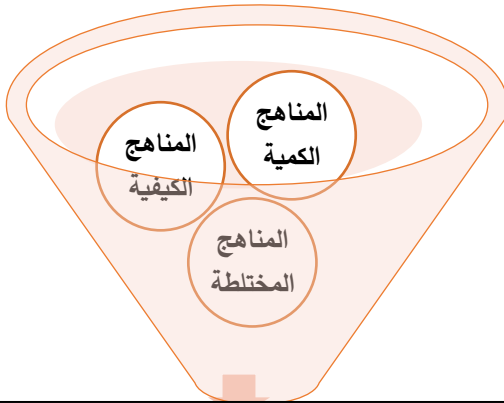 المناهج
الكمية
المناهج
الكيفية
المناهج
المختلطة